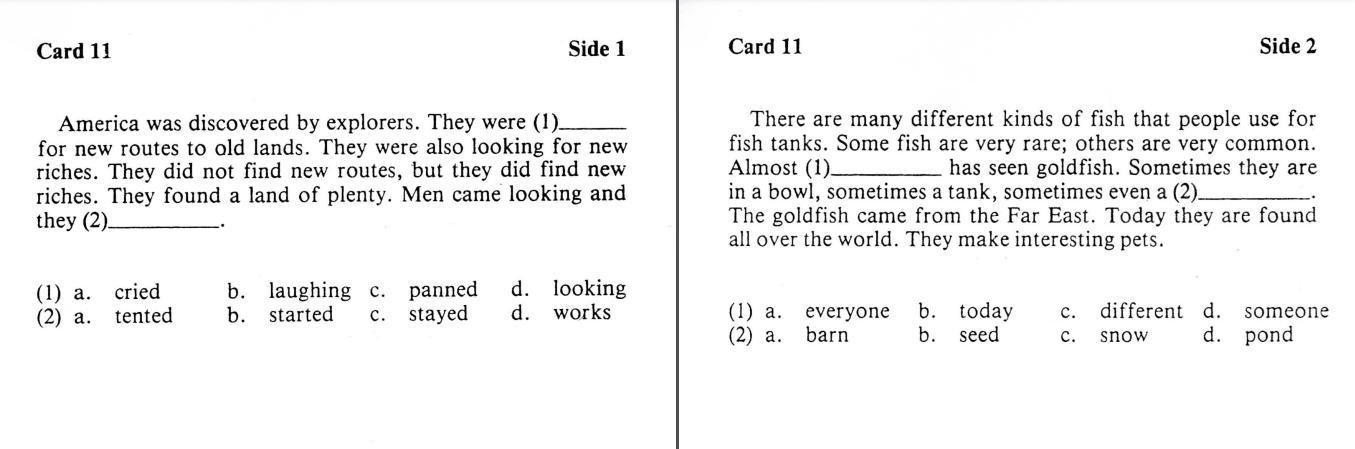 Card 11 Side 1
America was discovered by explorers. They were (1)______
for new routes to old lands. They were also looking for new
riches. They did not find new routes, but they did find new
riches. They found a land of plenty. Men came looking and
they (2)__________.
(1) a. cried b. laughing c. panned d. looking
(2) a. tented b. started c. stayed d. works
Card 11 Side 2
There are many different kinds of fish that people use for
fish tanks. Some fish are very rare; others are very common.
Almost (1)__________ has seen goldfish. Sometimes they are
in a bowl, sometimes a tank, sometimes even a (2)__________.
The goldfish came from the Far East. Today they are found
all over the world. They make interesting pets.
(1) a. everyone b. today c. different d. someone
(2) a. barn b. seed c. snow d. pond